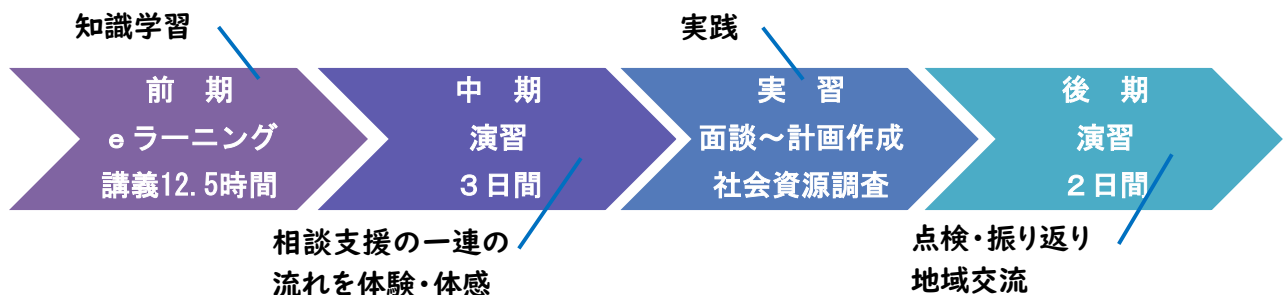 知識学習
実践
前　期
eラーニング
講義12.5時間
中　期
演習
３日間
実　習
面談～計画作成
社会資源調査
後　期
演習
２日間
相談支援の一連の
流れを体験・体感
点検・振り返り
地域交流